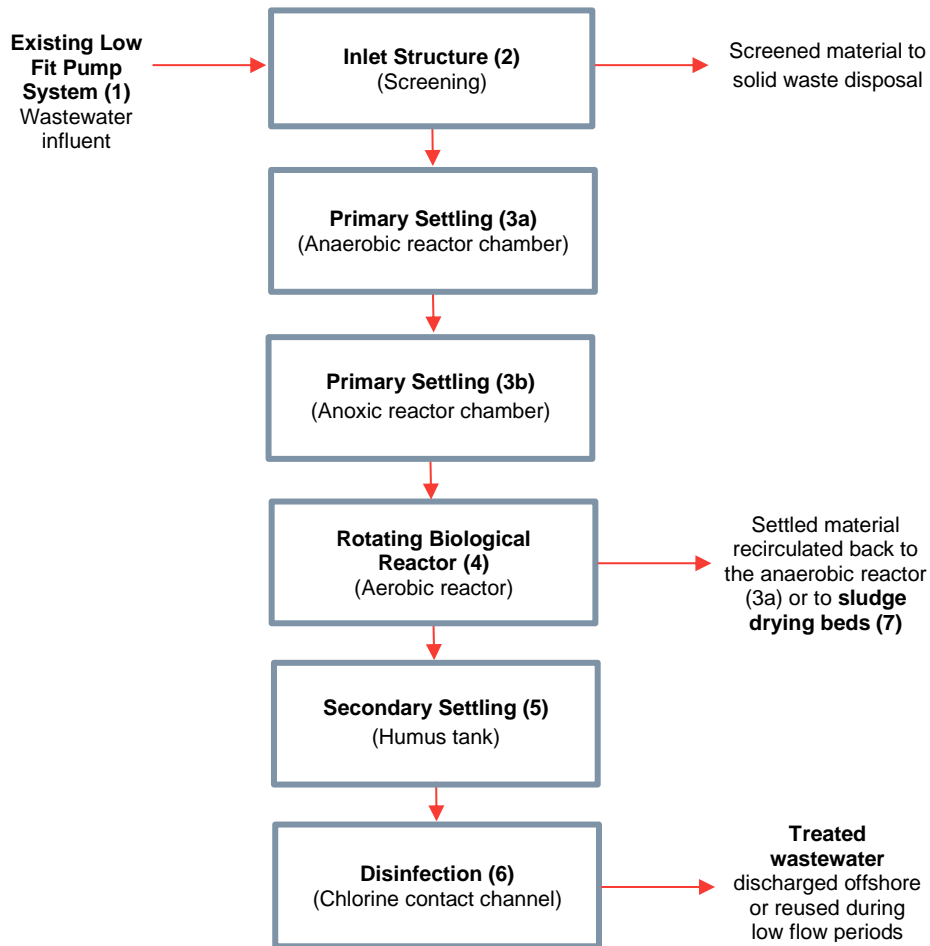 Existing Low
Fit Pump
System (1)
Wastewater
influent
Inlet Structure (2)
(Screening)
Screened material to
solid waste disposal
Primary Settling (3a)
(Anaerobic reactor chamber)
Primary Settling (3b)
(Anoxic reactor chamber)
Rotating Biological
Reactor (4)
(Aerobic reactor)
Settled material
recirculated back to
the anaerobic reactor
(3a) or to sludge
drying beds (7)
Secondary Settling (5)
(Humus tank)
Disinfection (6)
(Chlorine contact channel)
Treated
wastewater
discharged offshore
or reused during
low flow periods